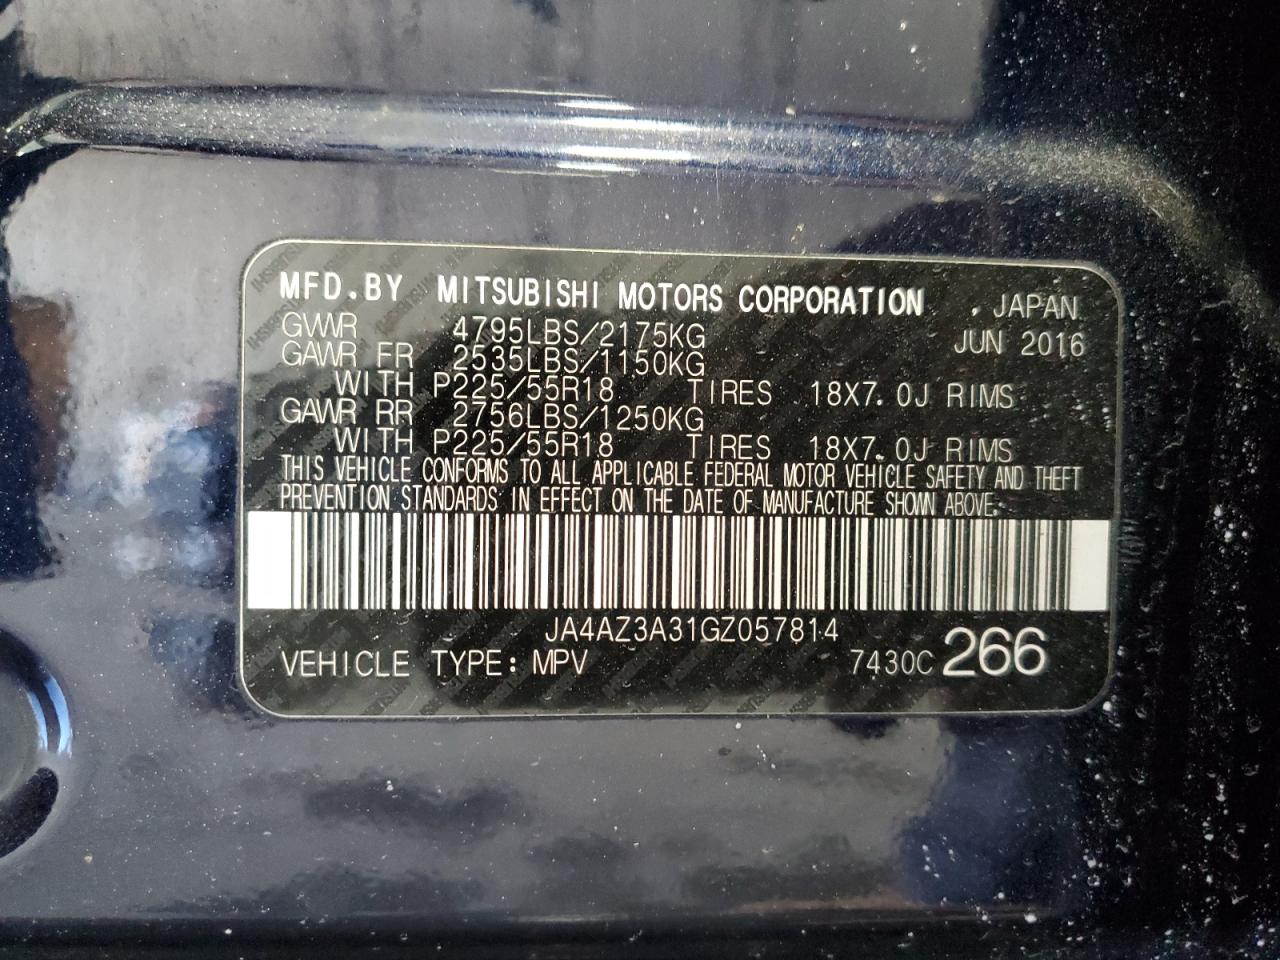 MFD.BY MITSUBISHI MOTORS CORPORATION . JAPAN
GVWR 4795LBS/2175KG JUN 2016
GAWR FR 2535LBS/1150KG
WITH P225/55R18 TIRES 18X7.0J RIMS
GAWR RR 2756LBS/1250KG
WITH P225/55R18 TIRES 18X7.0J RIMS
THIS VEHICLE CONFORMS TO ALL APPLICABLE FEDERAL MOTOR VEHICLE SAFETY AND THEFT
PREVENTION STANDARDS IN EFFECT ON THE DATE OF MANUFACTURE SHOWN ABOVE.
JA4AZ3A31GZ057814
VEHICLE TYPE: MPV 7430C 266